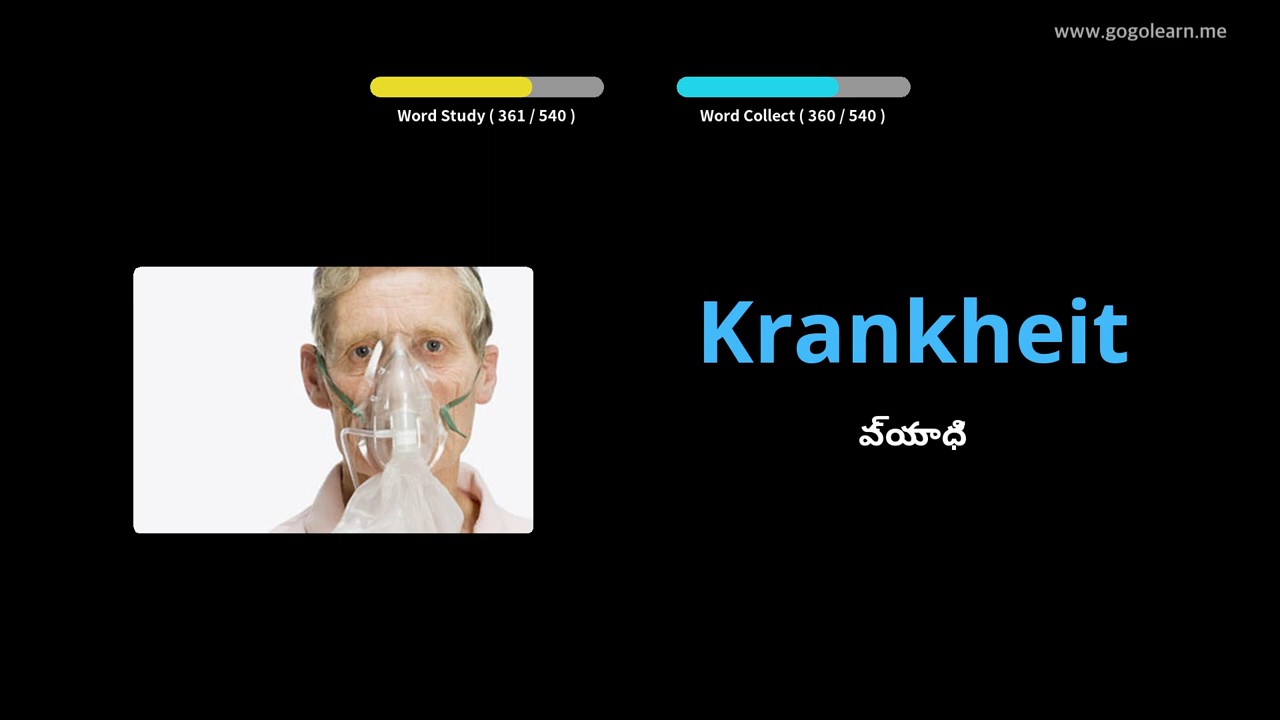 www.gogolearn.me
Word Study ( 361 / 540 )
Word Collect ( 360 / 540 )
Krankheit
వ్యాధి